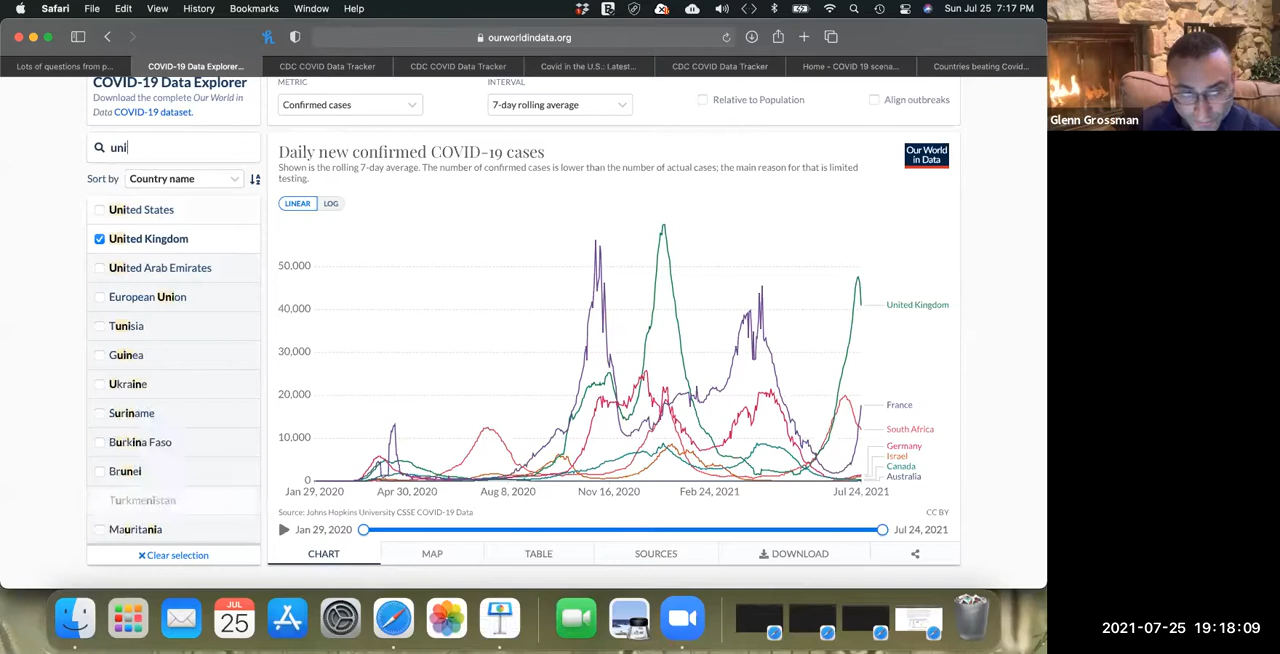 Safari File Edit View History Bookmarks Window Help Sun Jul 25 7:17 PM
ourworldindata.org
Lots of questions from p... COVID-19 Data Explorer... CDC COVID Data Tracker CDC COVID Data Tracker Covid in the U.S.: Latest... CDC COVID Data Tracker Home - COVID 19 scena... Countries beating Covid...
COVID-19 Data Explorer
Download the complete Our World in
Data COVID-19 dataset.
METRIC
Confirmed cases
INTERVAL
7-day rolling average
Relative to Population
Align outbreaks
uni
Sort by Country name
United States
United Kingdom
United Arab Emirates
European Union
Tunisia
Guinea
Ukraine
Suriname
Burkina Faso
Brunei
Turkmenistan
Mauritania
Clear selection
Daily new confirmed COVID-19 cases
Shown is the rolling 7-day average. The number of confirmed cases is lower than the number of actual cases; the main reason for that is limited
testing.
Our World
in Data
LINEAR LOG
50,000
40,000
30,000
20,000
10,000
0
Jan 29, 2020 Apr 30, 2020 Aug 8, 2020 Nov 16, 2020 Feb 24, 2021 Jul 24, 2021
United Kingdom
France
South Africa
Germany
Israel
Canada
Australia
Source: Johns Hopkins University CSSE COVID-19 Data CC BY
Jan 29, 2020 Jul 24, 2021
CHART MAP TABLE SOURCES DOWNLOAD
JUL
25
Glenn Grossman
2021-07-25 19:18:09